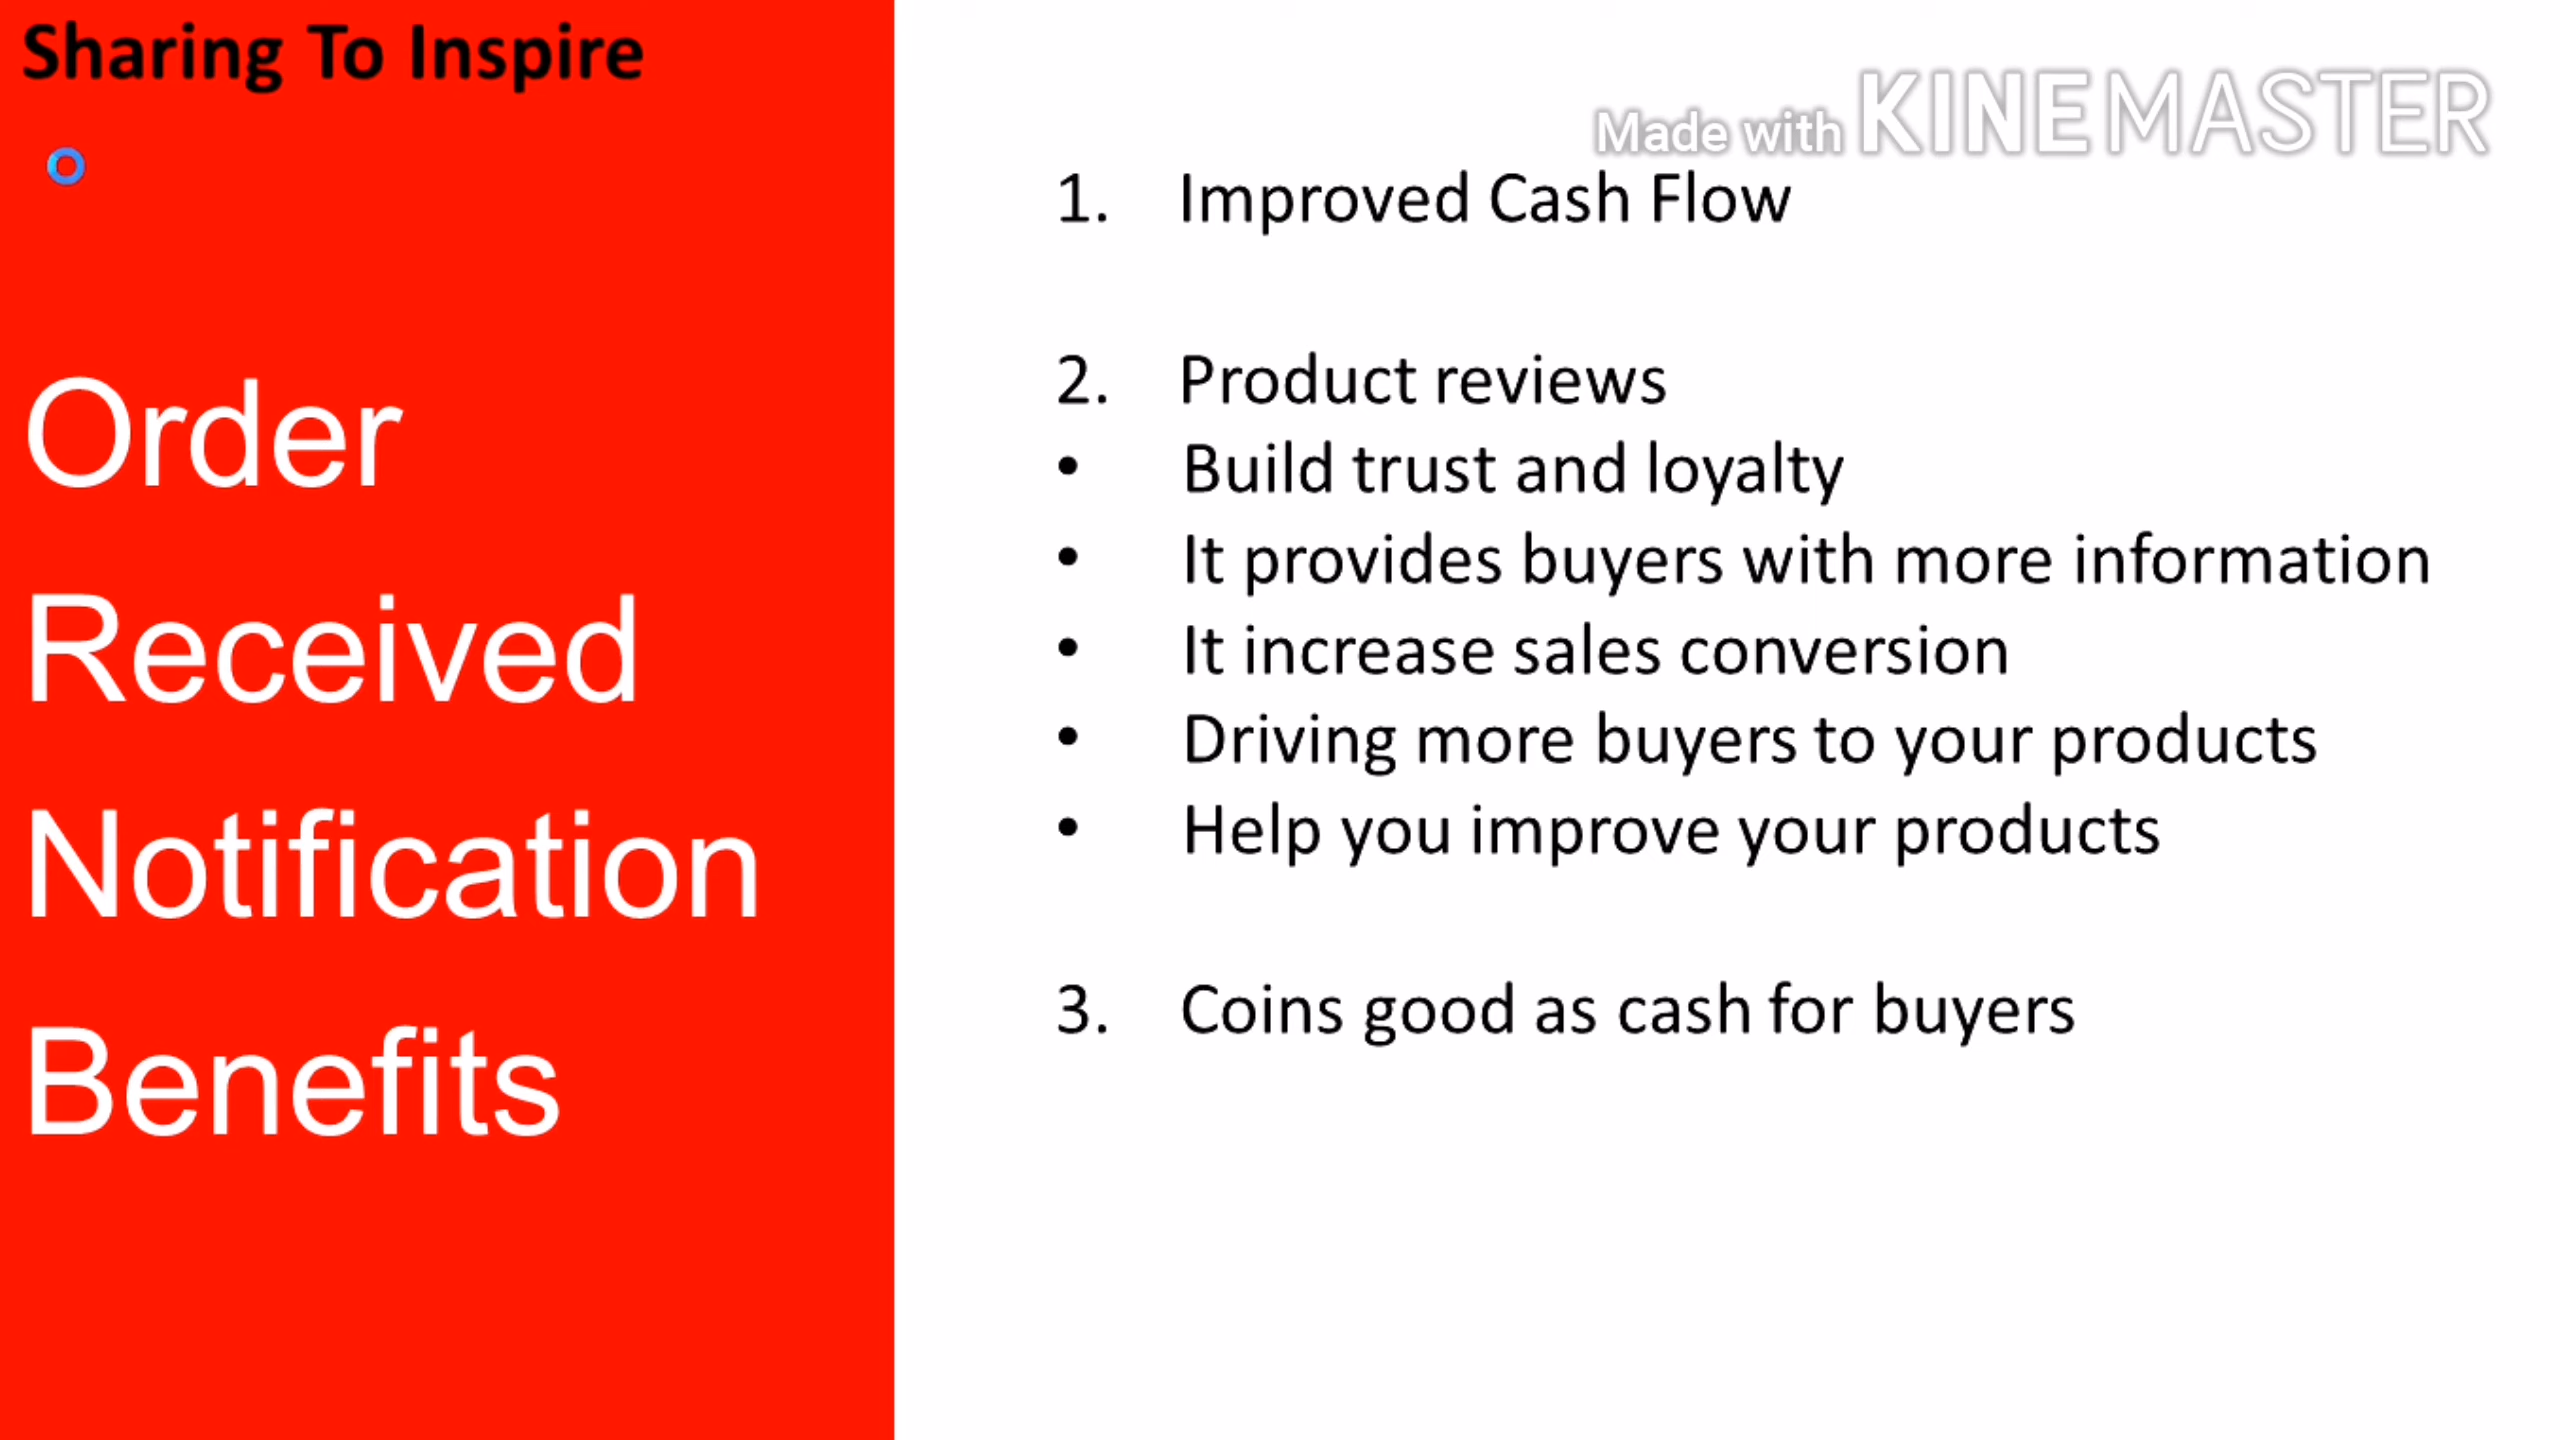 Sharing To Inspire
Order
Received
Notification
Benefits
Made with KINEMASTER
1. Improved Cash Flow
2. Product reviews
• Build trust and loyalty
• It provides buyers with more information
• It increase sales conversion
• Driving more buyers to your products
• Help you improve your products
3. Coins good as cash for buyers